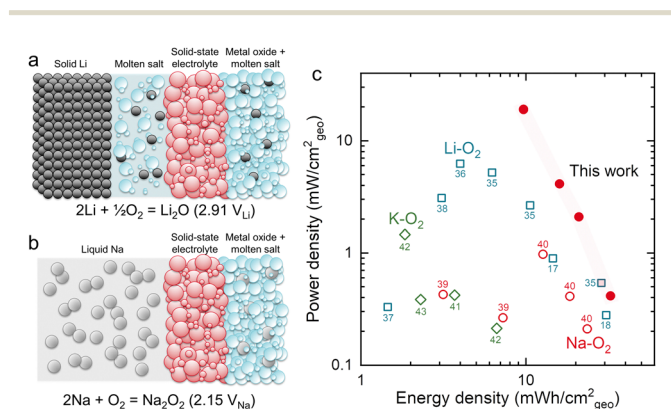 a
Solid Li
Molten salt
Solid-state
electrolyte
Metal oxide +
molten salt
2Li + ½O₂ = Li₂O (2.91 V_Li)
b
Liquid Na
Solid-state
electrolyte
Metal oxide +
molten salt
2Na + O₂ = Na₂O₂ (2.15 V_Na)
c
Power density (mW/cm²geo)
10
1
0.1
1
10
Energy density (mWh/cm²geo)
This work
Li-O₂
36
35
38
35
K-O₂
42
40
17
35
39
43
41
40
37
39
42
40
18
Na-O₂